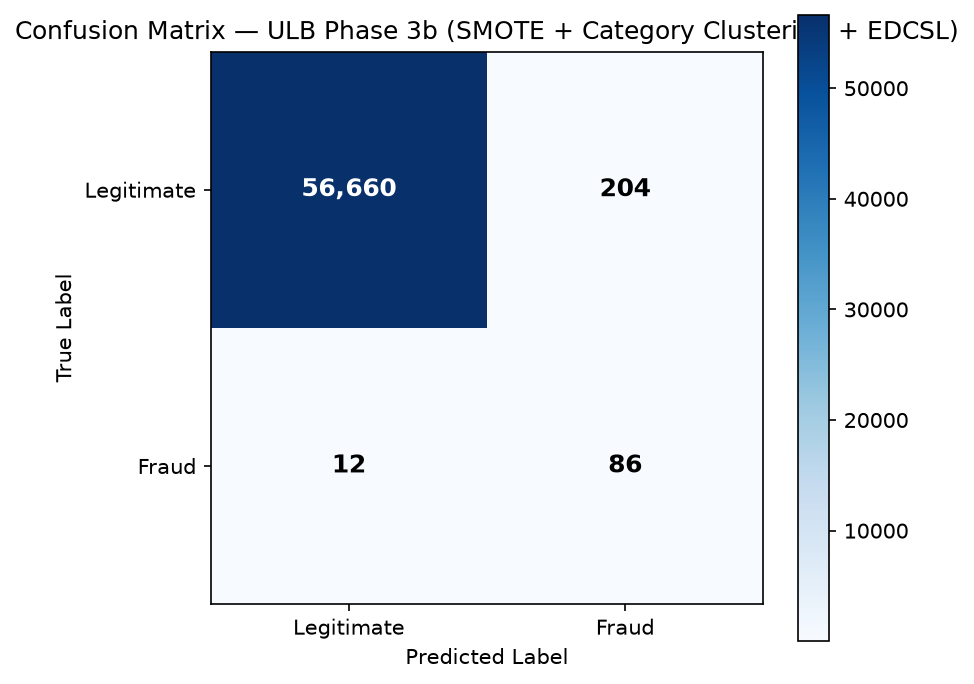 Confusion Matrix — ULB Phase 3b (SMOTE + Category Clusteri + EDCSL)
50000
Legitimate
56,660
204
40000
True Label
30000
20000
Fraud
12
86
10000
Legitimate
Fraud
Predicted Label